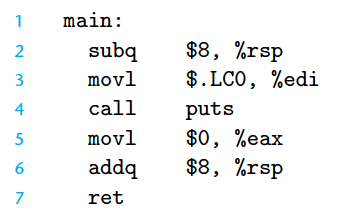 1 main:
2 subq $8, %rsp
3 movl $.LC0, %edi
4 call puts
5 movl $0, %eax
6 addq $8, %rsp
7 ret